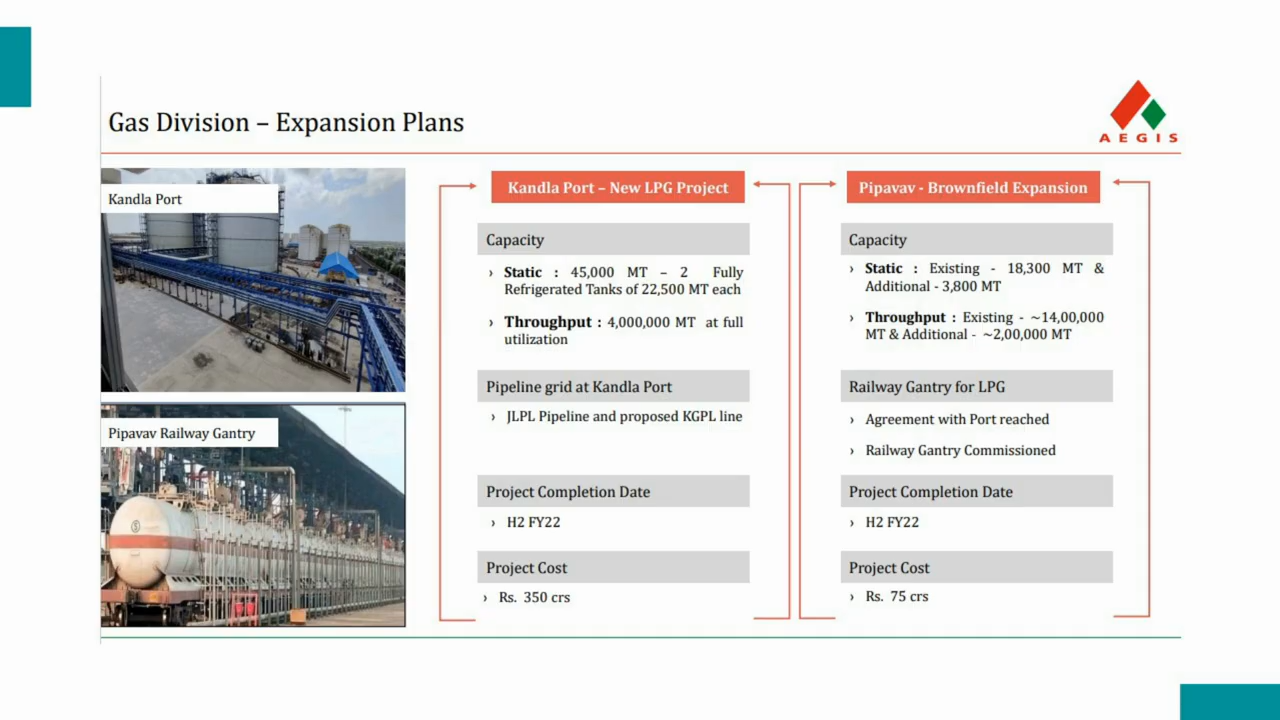 Gas Division – Expansion Plans
AEGIS
Kandla Port
Pipavav Railway Gantry
Kandla Port – New LPG Project
Capacity
› Static : 45,000 MT – 2 Fully
Refrigerated Tanks of 22,500 MT each
› Throughput : 4,000,000 MT at full
utilization
Pipeline grid at Kandla Port
› JLPL Pipeline and proposed KGPL line
Project Completion Date
› H2 FY22
Project Cost
› Rs. 350 crs
Pipavav - Brownfield Expansion
Capacity
› Static : Existing - 18,300 MT &
Additional - 3,800 MT
› Throughput : Existing - ~14,00,000
MT & Additional - ~2,00,000 MT
Railway Gantry for LPG
› Agreement with Port reached
› Railway Gantry Commissioned
Project Completion Date
› H2 FY22
Project Cost
› Rs. 75 crs